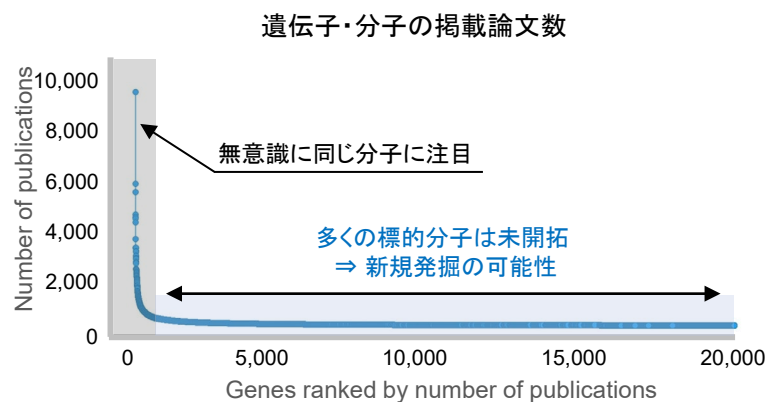 遺伝子・分子の掲載論文数
Number of publications
10,000
8,000
6,000
4,000
2,000
0
無意識に同じ分子に注目
多くの標的分子は未開拓
⇒ 新規発掘の可能性
0
5,000
10,000
15,000
20,000
Genes ranked by number of publications